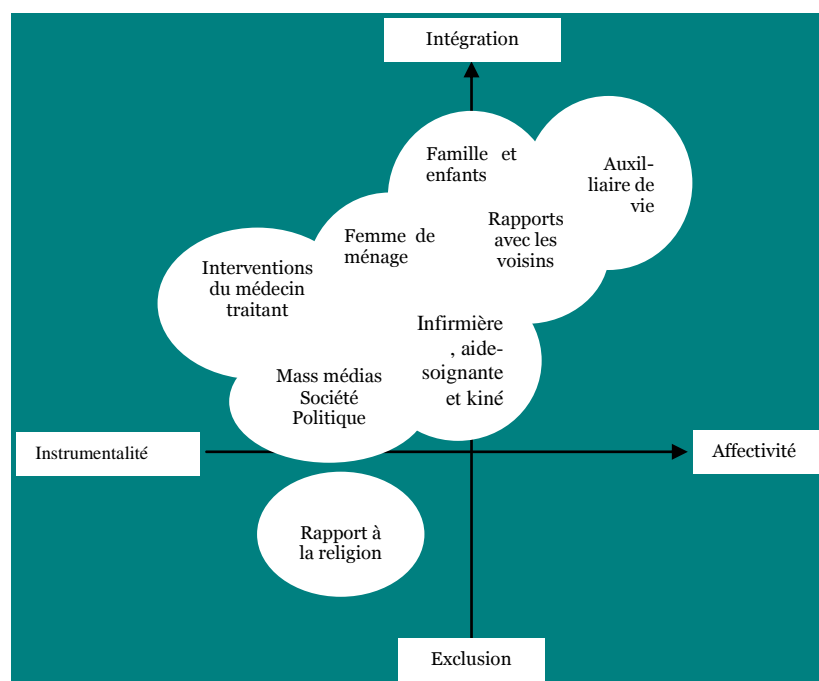 Intégration
Famille et
enfants
Auxil-
liaire de
vie
Rapports
avec les
voisins
Femme de
ménage
Interventions
du médecin
traitant
Infirmière
, aide-
soignante
et kiné
Mass médias
Société
Politique
Instrumentalité
Affectivité
Rapport à
la religion
Exclusion